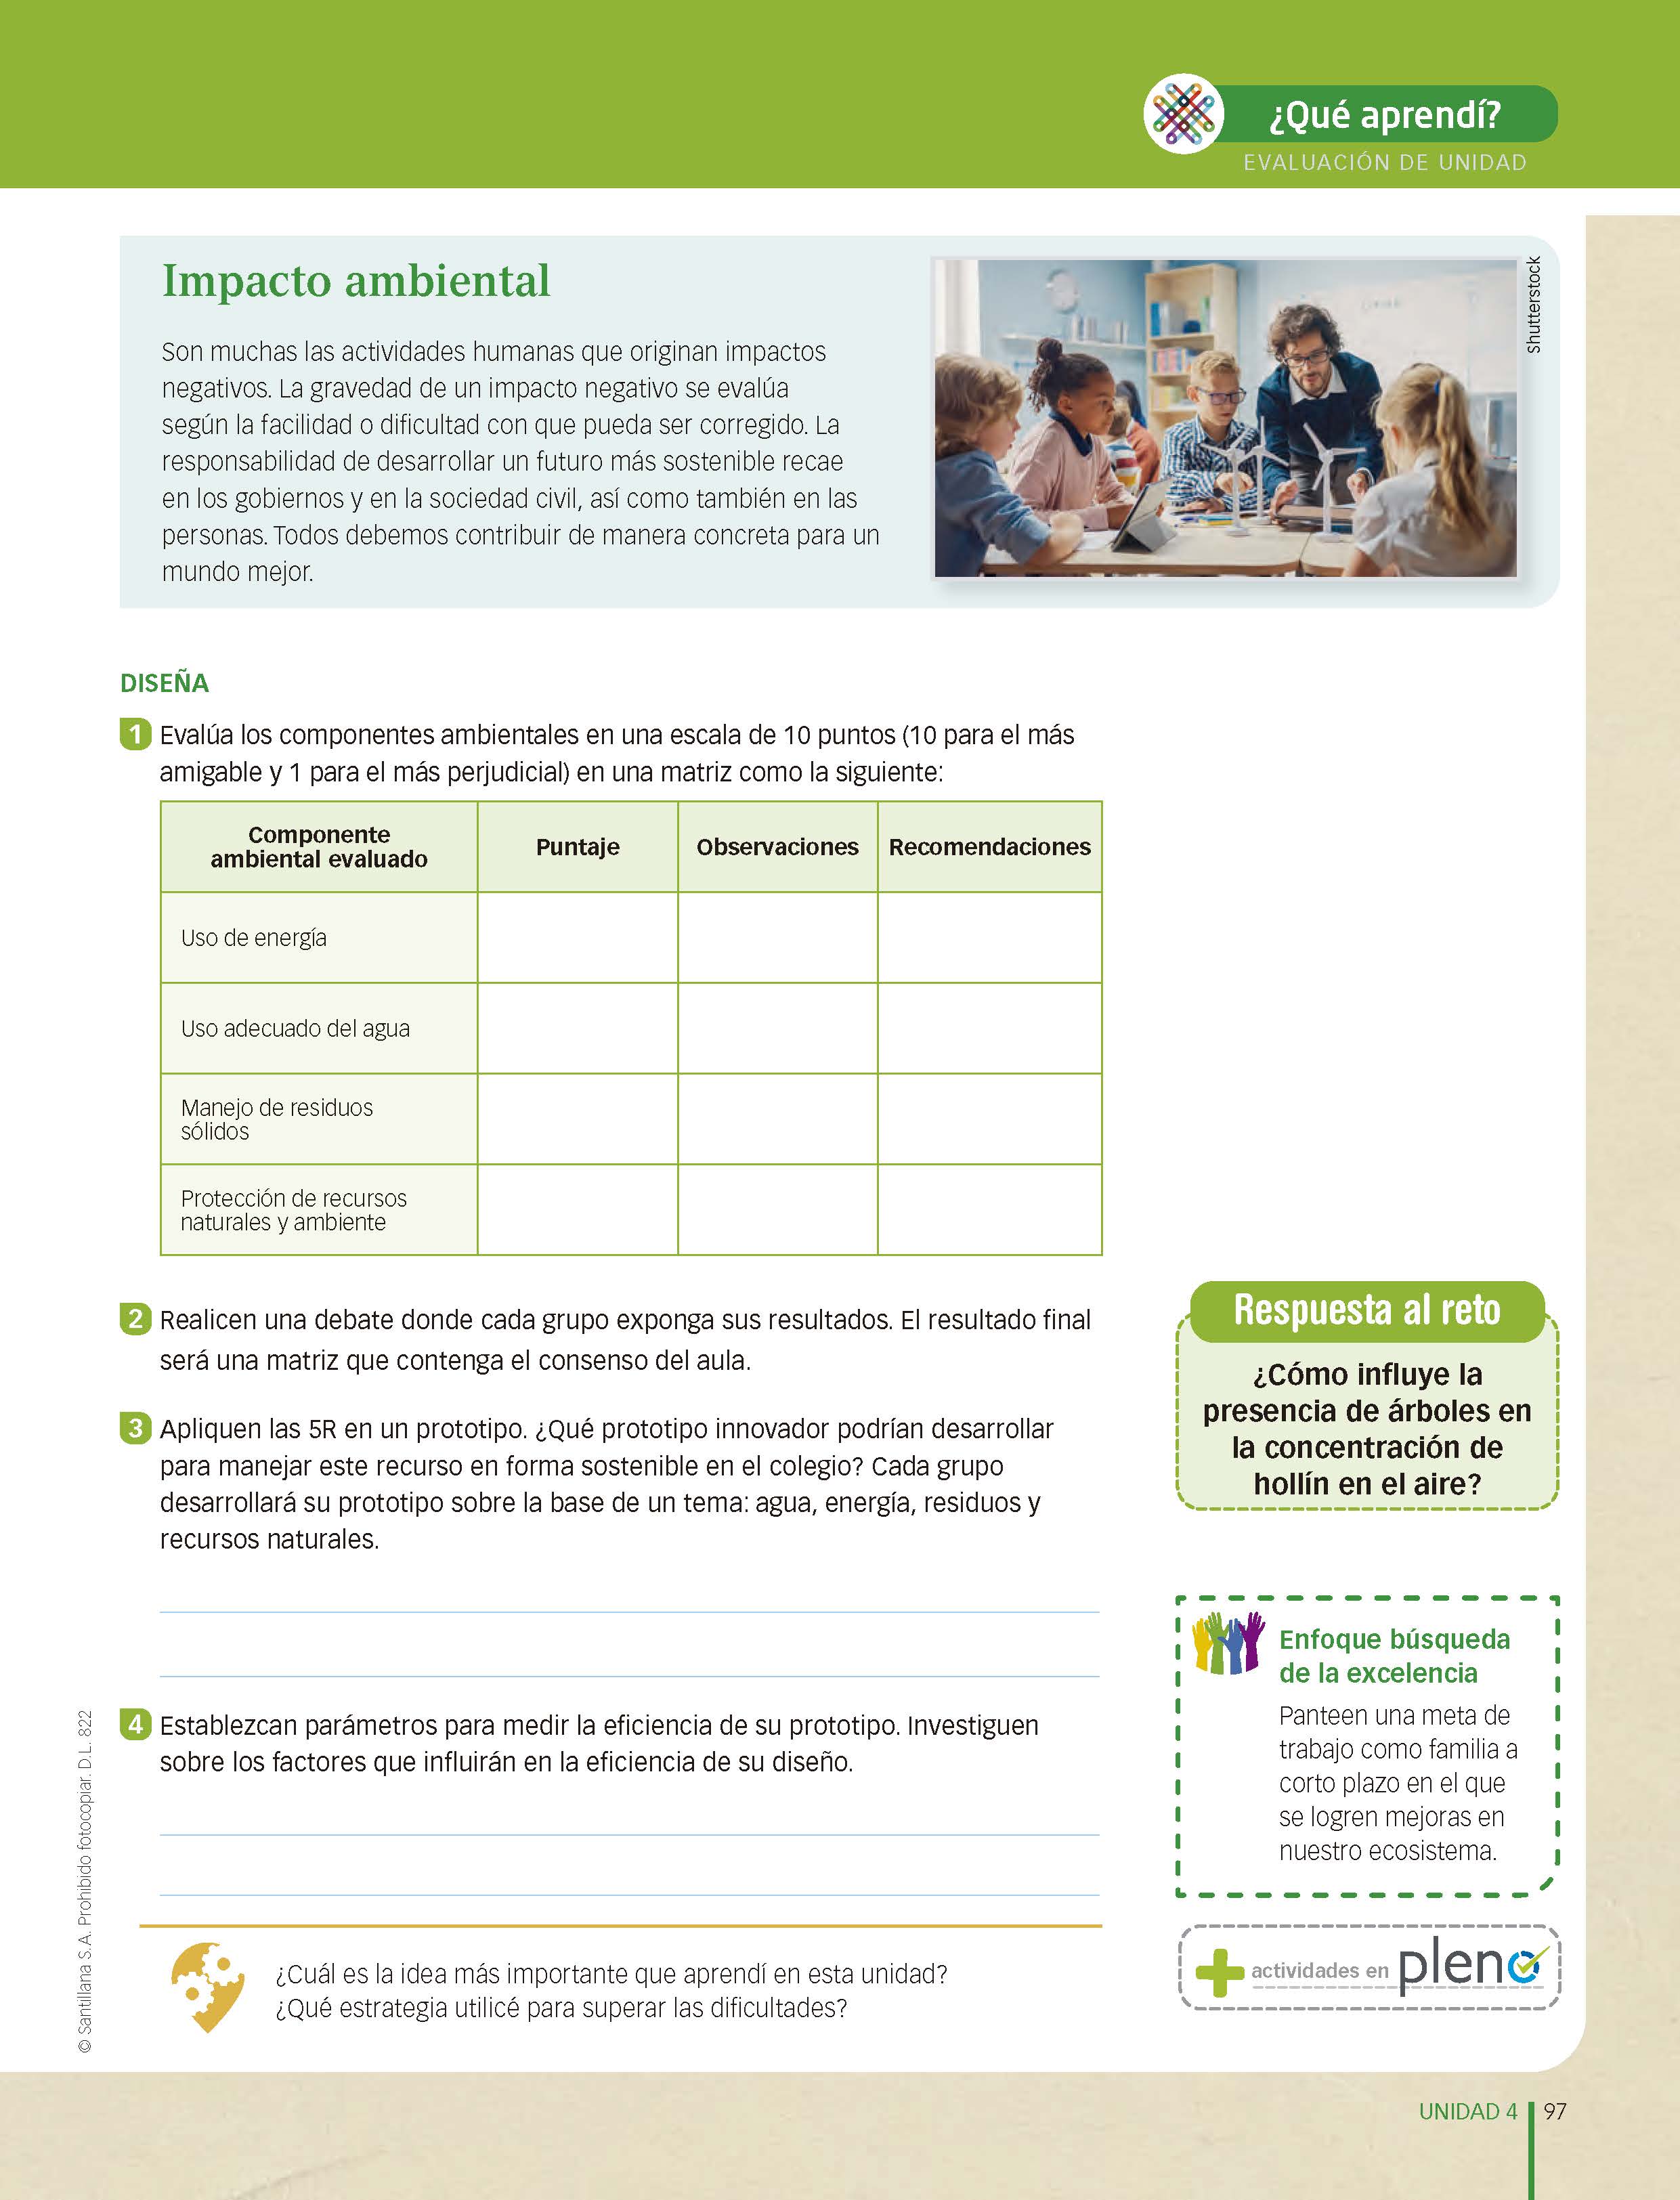 ¿Qué aprendí?
EVALUACIÓN DE UNIDAD
Impacto ambiental
Son muchas las actividades humanas que originan impactos
negativos. La gravedad de un impacto negativo se evalúa
según la facilidad o dificultad con que pueda ser corregido. La
responsabilidad de desarrollar un futuro más sostenible recae
en los gobiernos y en la sociedad civil, así como también en las
personas. Todos debemos contribuir de manera concreta para un
mundo mejor.
Shutterstock
DISEÑA
1 Evalúa los componentes ambientales en una escala de 10 puntos (10 para el más
amigable y 1 para el más perjudicial) en una matriz como la siguiente:
Componente
ambiental evaluado
Puntaje
Observaciones
Recomendaciones
Uso de energía
Uso adecuado del agua
Manejo de residuos
sólidos
Protección de recursos
naturales y ambiente
2 Realicen una debate donde cada grupo exponga sus resultados. El resultado final
será una matriz que contenga el consenso del aula.
3 Apliquen las 5R en un prototipo. ¿Qué prototipo innovador podrían desarrollar
para manejar este recurso en forma sostenible en el colegio? Cada grupo
desarrollará su prototipo sobre la base de un tema: agua, energía, residuos y
recursos naturales.
4 Establezcan parámetros para medir la eficiencia de su prototipo. Investiguen
sobre los factores que influirán en la eficiencia de su diseño.
¿Cuál es la idea más importante que aprendí en esta unidad?
¿Qué estrategia utilicé para superar las dificultades?
Respuesta al reto
¿Cómo influye la
presencia de árboles en
la concentración de
hollín en el aire?
Enfoque búsqueda
de la excelencia
Panteen una meta de
trabajo como familia a
corto plazo en el que
se logren mejoras en
nuestro ecosistema.
actividades en pleno
© Santillana S.A. Prohibido fotocopiar. D.L. 822
UNIDAD 4 97